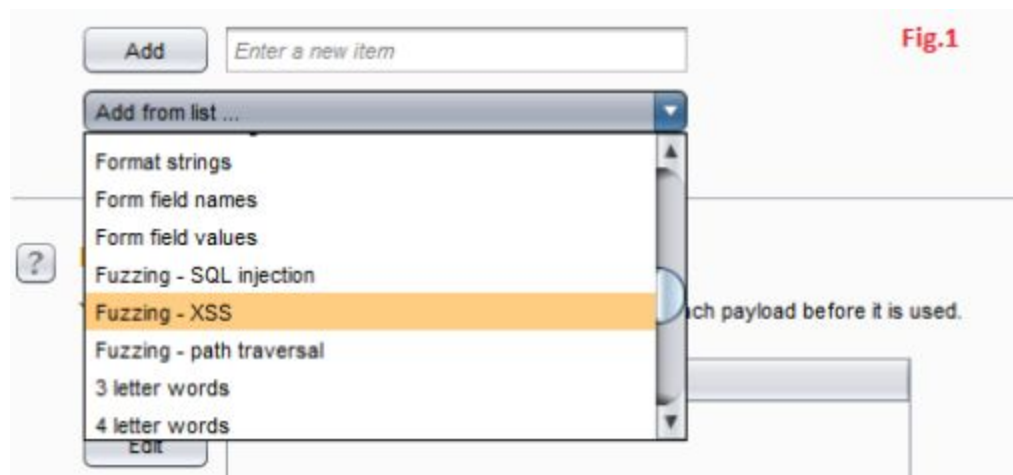 Add
Enter a new item
Fig.1
Add from list ...
Format strings
Form field names
Form field values
Fuzzing - SQL injection
Fuzzing - XSS
ch payload before it is used.
Fuzzing - path traversal
3 letter words
4 letter words
Edit
?